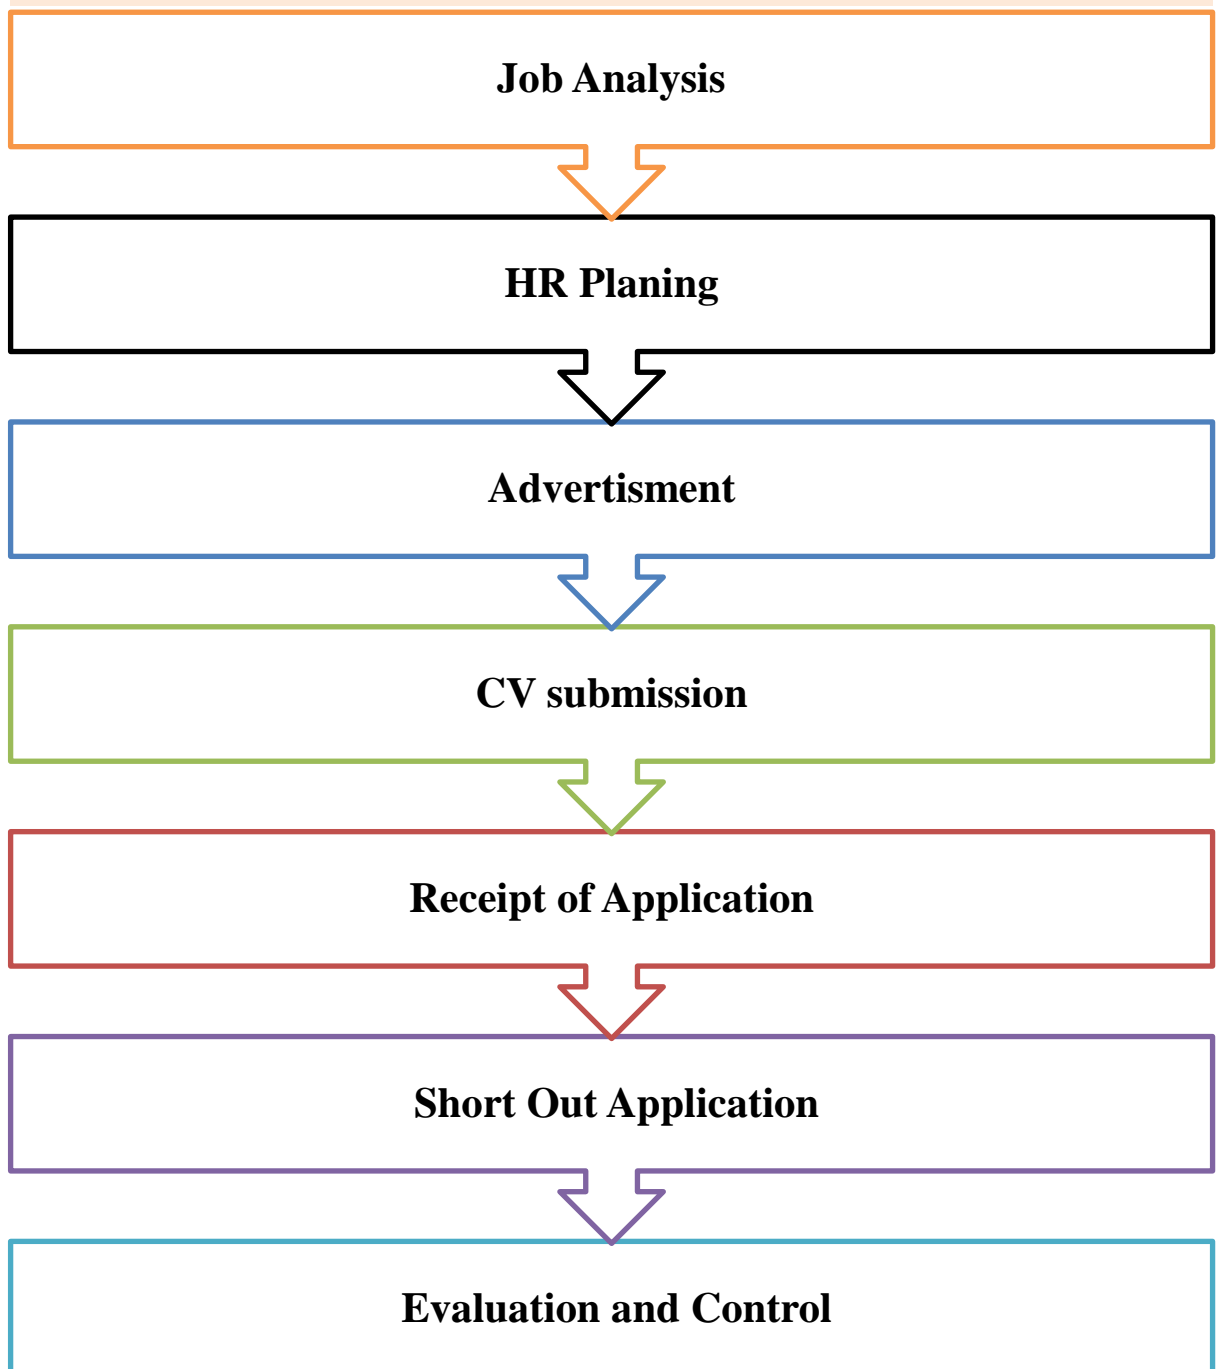 Job Analysis
HR Planing
Advertisment
CV submission
Receipt of Application
Short Out Application
Evaluation and Control